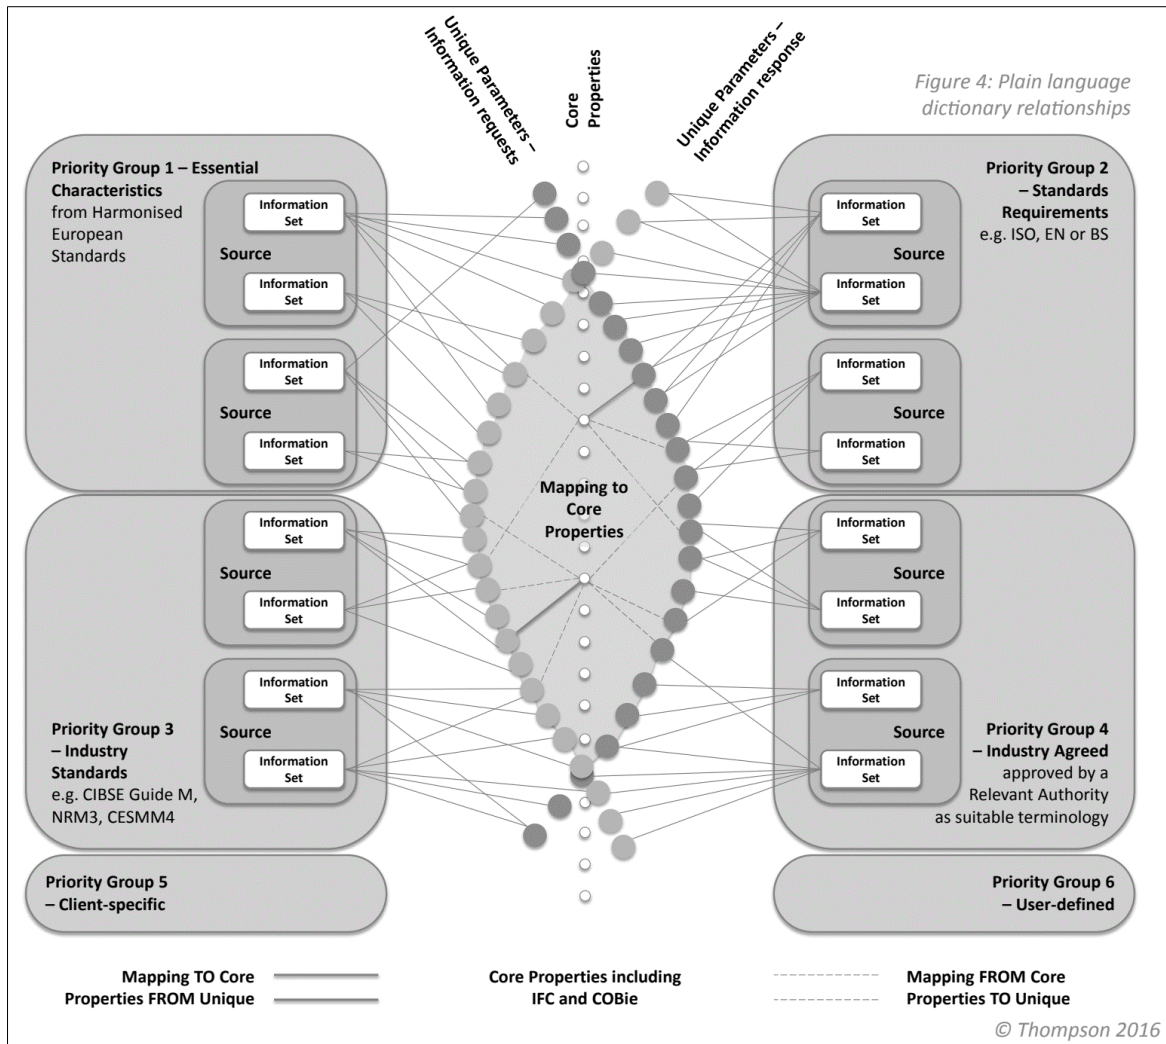 Unique Parameters –
Information requests
Core
Properties
Unique Parameters –
Information response
Figure 4: Plain language
dictionary relationships
Priority Group 1 – Essential
Characteristics
from Harmonised
European
Standards
Information
Set
Source
Information
Set
Information
Set
Source
Information
Set
Priority Group 2
– Standards
Requirements
e.g. ISO, EN or BS
Information
Set
Source
Information
Set
Information
Set
Source
Information
Set
Mapping to
Core
Properties
Information
Set
Source
Information
Set
Information
Set
Source
Information
Set
Priority Group 3
– Industry
Standards
e.g. CIBSE Guide M,
NRM3, CESMM4
Information
Set
Source
Information
Set
Information
Set
Source
Information
Set
Priority Group 4
– Industry Agreed
approved by a
Relevant Authority
as suitable terminology
Priority Group 5
– Client-specific
Priority Group 6
– User-defined
Mapping TO Core
Properties FROM Unique
Core Properties including
IFC and COBie
Mapping FROM Core
Properties TO Unique
© Thompson 2016